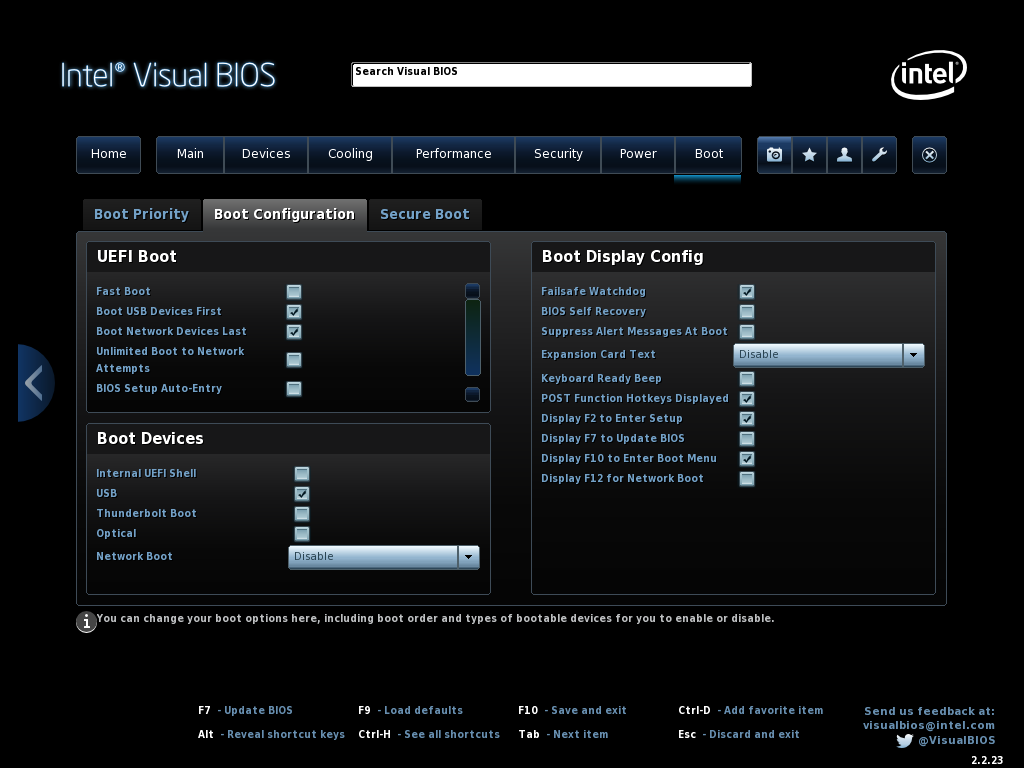 Intel® Visual BIOS
Search Visual BIOS
intel®
Home
Main
Devices
Cooling
Performance
Security
Power
Boot
Boot Priority
Boot Configuration
Secure Boot
UEFI Boot
Fast Boot
Boot USB Devices First
Boot Network Devices Last
Unlimited Boot to Network
Attempts
BIOS Setup Auto-Entry
Boot Devices
Internal UEFI Shell
USB
Thunderbolt Boot
Optical
Network Boot Disable
Boot Display Config
Failsafe Watchdog
BIOS Self Recovery
Suppress Alert Messages At Boot
Expansion Card Text Disable
Keyboard Ready Beep
POST Function Hotkeys Displayed
Display F2 to Enter Setup
Display F7 to Update BIOS
Display F10 to Enter Boot Menu
Display F12 for Network Boot
You can change your boot options here, including boot order and types of bootable devices for you to enable or disable.
F7 - Update BIOS
F9 - Load defaults
F10 - Save and exit
Ctrl-D - Add favorite item
Alt - Reveal shortcut keys
Ctrl-H - See all shortcuts
Tab - Next item
Esc - Discard and exit
Send us feedback at:
visualbios@intel.com
@VisualBIOS
2.2.23